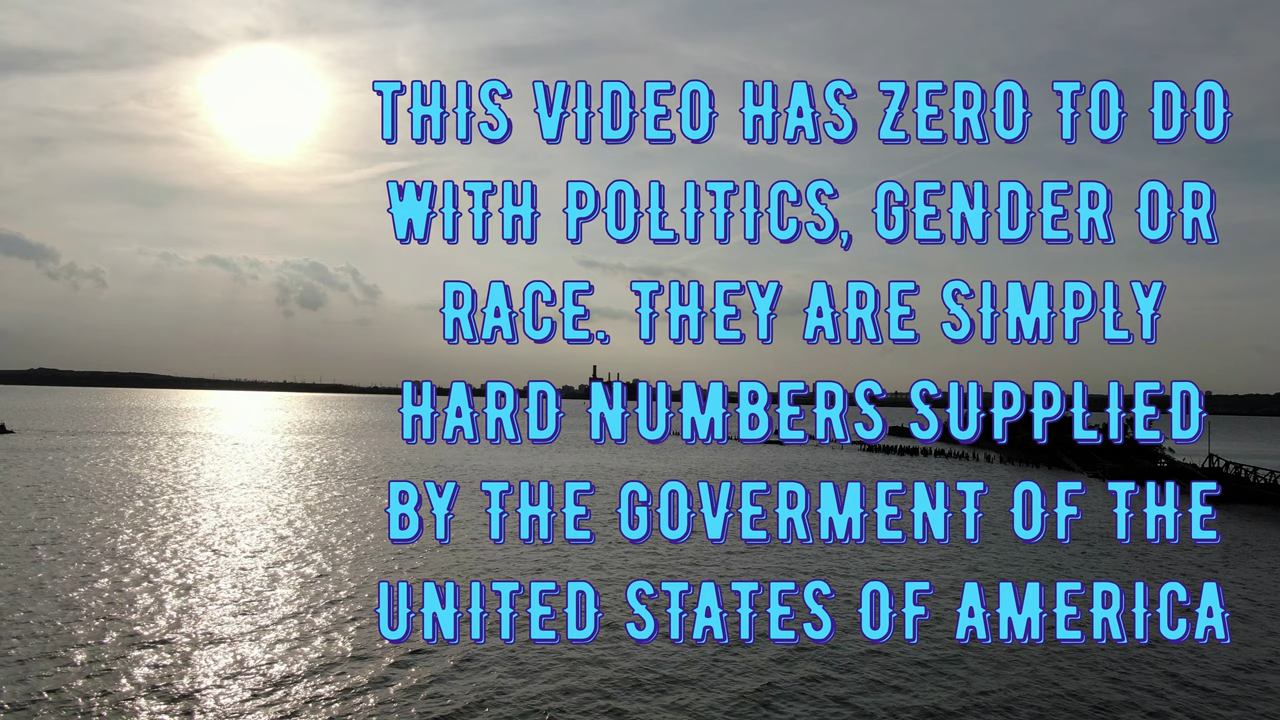 THIS VIDEO HAS ZERO TO DO
WITH POLITICS, GENDER OR
RACE. THEY ARE SIMPLY
HARD NUMBERS SUPPLIED
BY THE GOVERMENT OF THE
UNITED STATES OF AMERICA